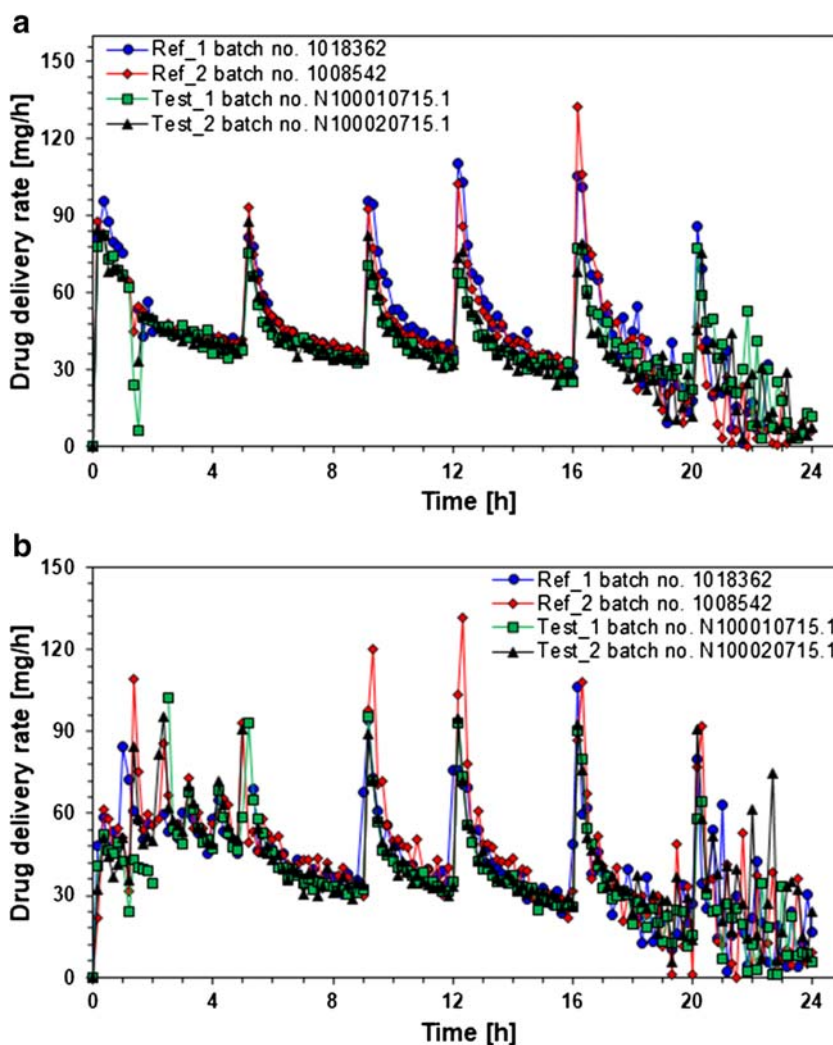 a
Ref_1 batch no. 1018362
Ref_2 batch no. 1008542
Test_1 batch no. N100010715.1
Test_2 batch no. N100020715.1
Drug delivery rate [mg/h]
150
120
90
60
30
0
0 4 8 12 16 20 24
Time [h]
b
Ref_1 batch no. 1018362
Ref_2 batch no. 1008542
Test_1 batch no. N100010715.1
Test_2 batch no. N100020715.1
Drug delivery rate [mg/h]
150
120
90
60
30
0
0 4 8 12 16 20 24
Time [h]